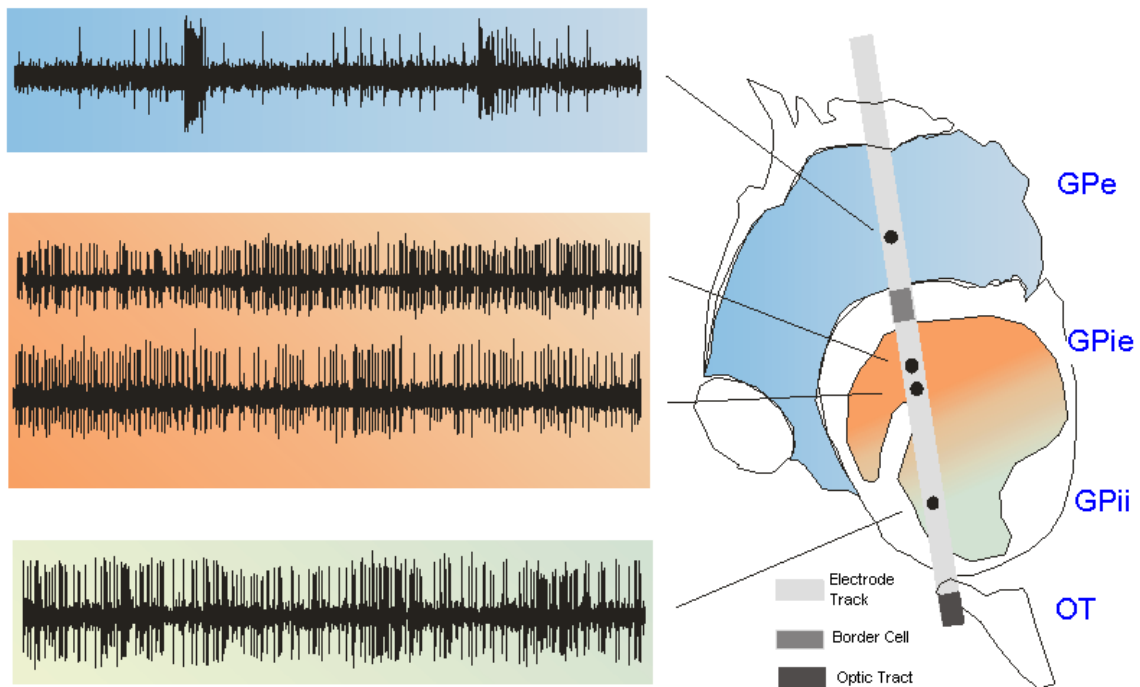 GPe
GPie
GPii
OT
Electrode
Track
Border Cell
Optic Tract